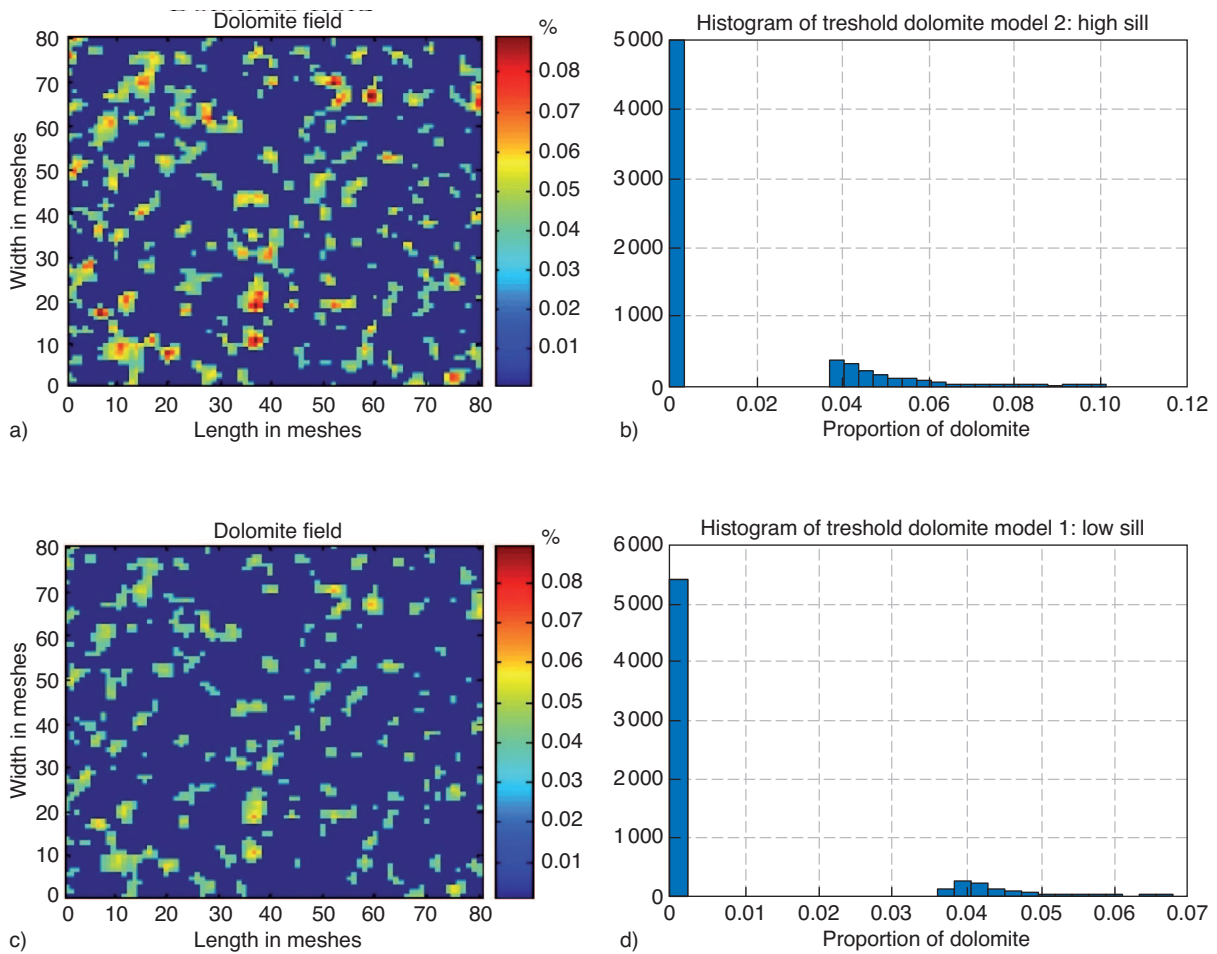 Dolomite field
%
80
70
60
50
40
30
20
10
0
Width in meshes
0 10 20 30 40 50 60 70 80
Length in meshes
0.08
0.07
0.06
0.05
0.04
0.03
0.02
0.01
a)
Histogram of treshold dolomite model 2: high sill
5 000
4 000
3 000
2 000
1 000
0
0 0.02 0.04 0.06 0.08 0.10 0.12
Proportion of dolomite
b)
Dolomite field
%
80
70
60
50
40
30
20
10
0
Width in meshes
0 10 20 30 40 50 60 70 80
Length in meshes
0.08
0.07
0.06
0.05
0.04
0.03
0.02
0.01
c)
Histogram of treshold dolomite model 1: low sill
6 000
5 000
4 000
3 000
2 000
1 000
0
0 0.01 0.02 0.03 0.04 0.05 0.06 0.07
Proportion of dolomite
d)